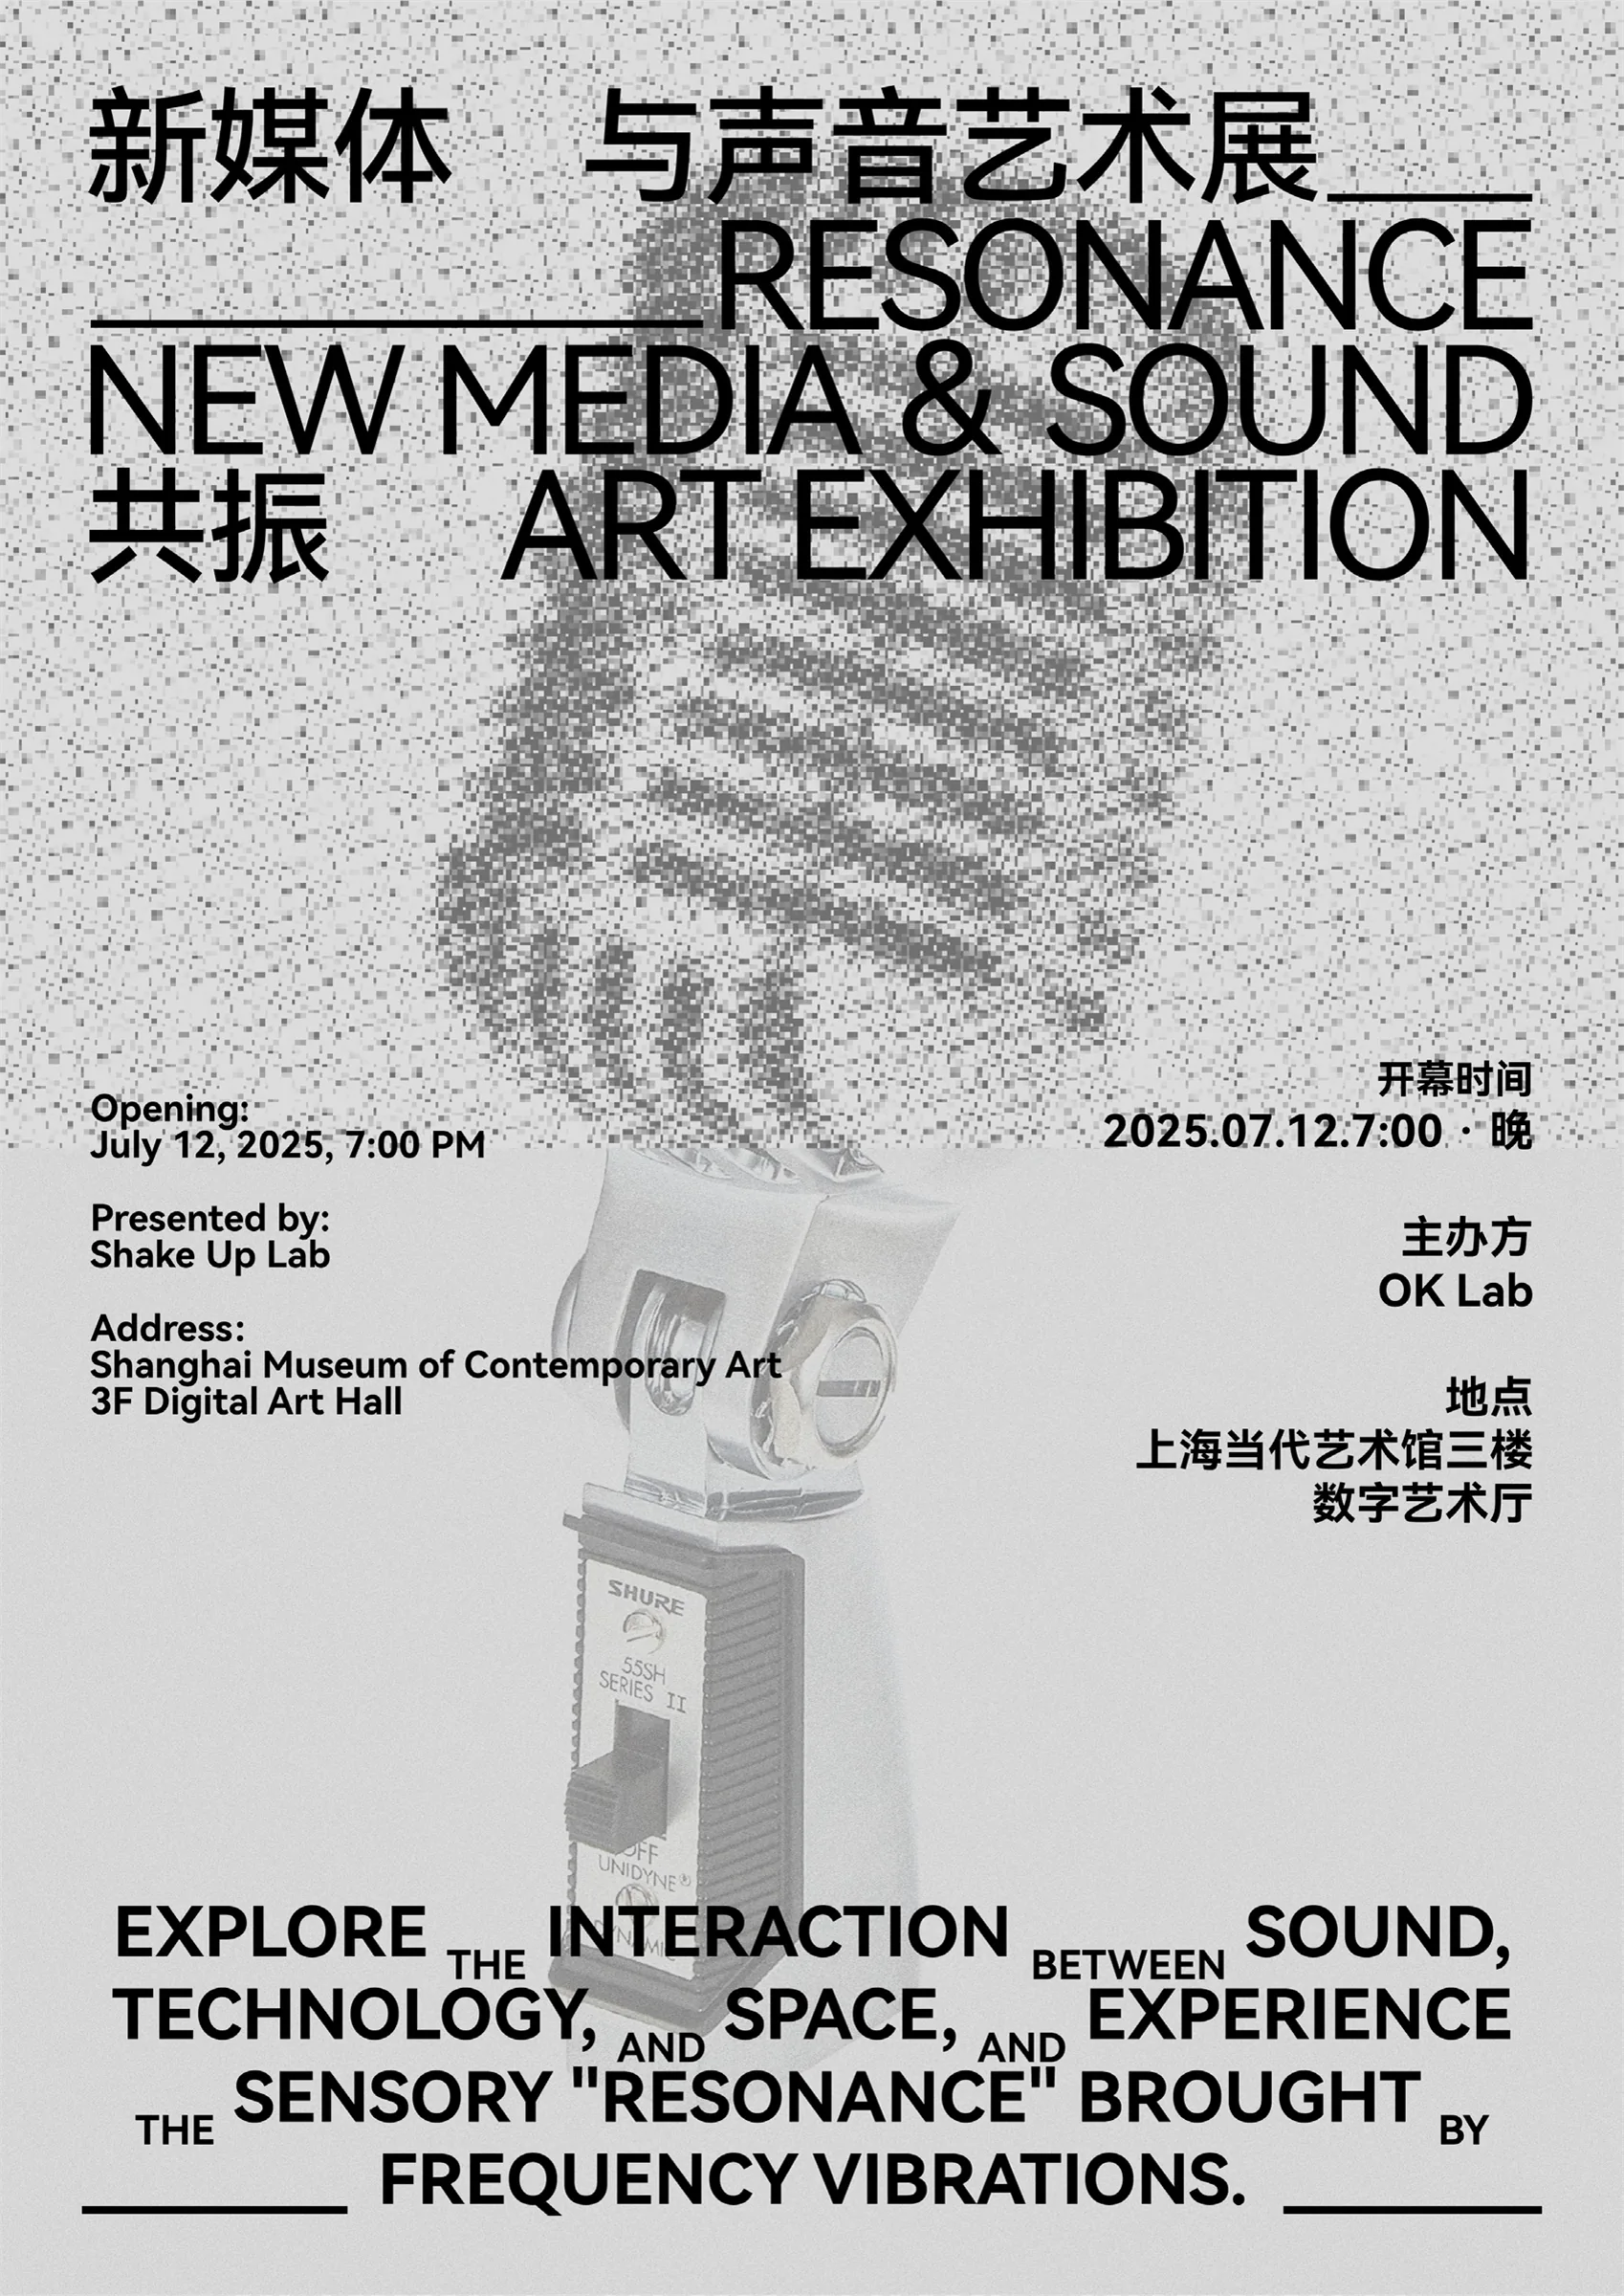 新媒体 与声音艺术展
RESONANCE
NEW MEDIA & SOUND
共振 ART EXHIBITION
Opening:
July 12, 2025, 7:00 PM
Presented by:
Shake Up Lab
Address:
Shanghai Museum of Contemporary Art
3F Digital Art Hall
开幕时间
2025.07.12.7:00 · 晚
主办方
OK Lab
地点
上海当代艺术馆三楼
数字艺术厅
SHURE
55SH
SERIES II
OFF
UNIDYNE®
DYNAMIC
EXPLORE THE INTERACTION BETWEEN SOUND,
TECHNOLOGY, AND SPACE, AND EXPERIENCE
THE SENSORY "RESONANCE" BROUGHT BY
FREQUENCY VIBRATIONS.